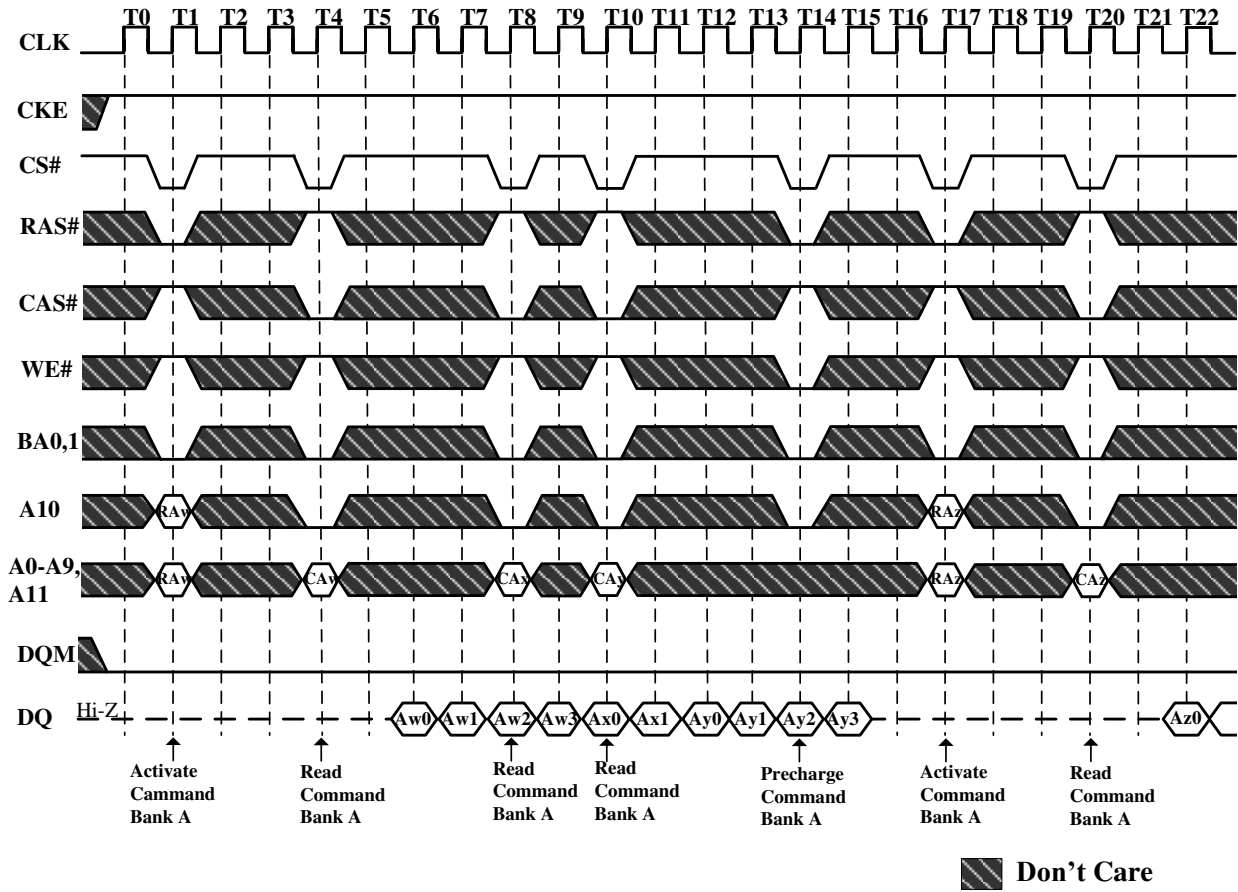 T0 T1 T2 T3 T4 T5 T6 T7 T8 T9 T10 T11 T12 T13 T14 T15 T16 T17 T18 T19 T20 T21 T22
CLK
CKE
CS#
RAS#
CAS#
WE#
BA0,1
A10 RAw RAz
A0-A9,
A11 RAw CAw CAx CAy RAz CAz
DQM
DQ Hi-Z Aw0 Aw1 Aw2 Aw3 Ax0 Ax1 Ay0 Ay1 Ay2 Ay3 Az0
Activate
Cammand
Bank A
Read
Command
Bank A
Read
Command
Bank A
Read
Command
Bank A
Precharge
Command
Bank A
Activate
Command
Bank A
Read
Command
Bank A
Don't Care